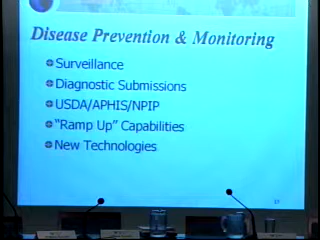 Disease Prevention & Monitoring
Surveillance
Diagnostic Submissions
USDA/APHIS/NPIP
"Ramp Up" Capabilities
New Technologies